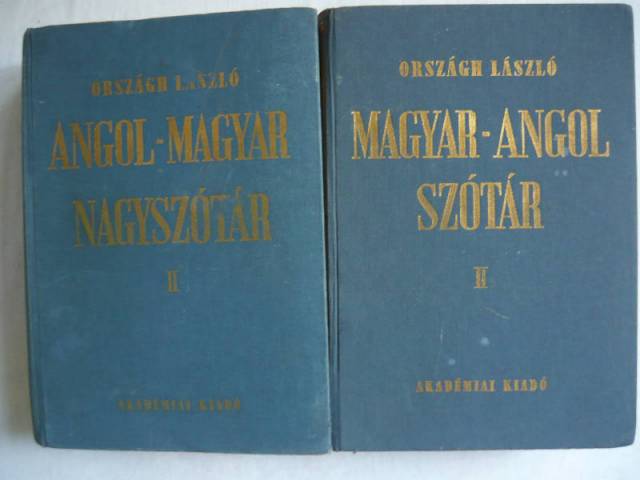 ORSZÁGH LÁSZLÓ
ANGOL-MAGYAR
NAGYSZÓTÁR
II
AKADÉMIAI KIADÓ
ORSZÁGH LÁSZLÓ
MAGYAR-ANGOL
SZÓTÁR
II
AKADÉMIAI KIADÓ